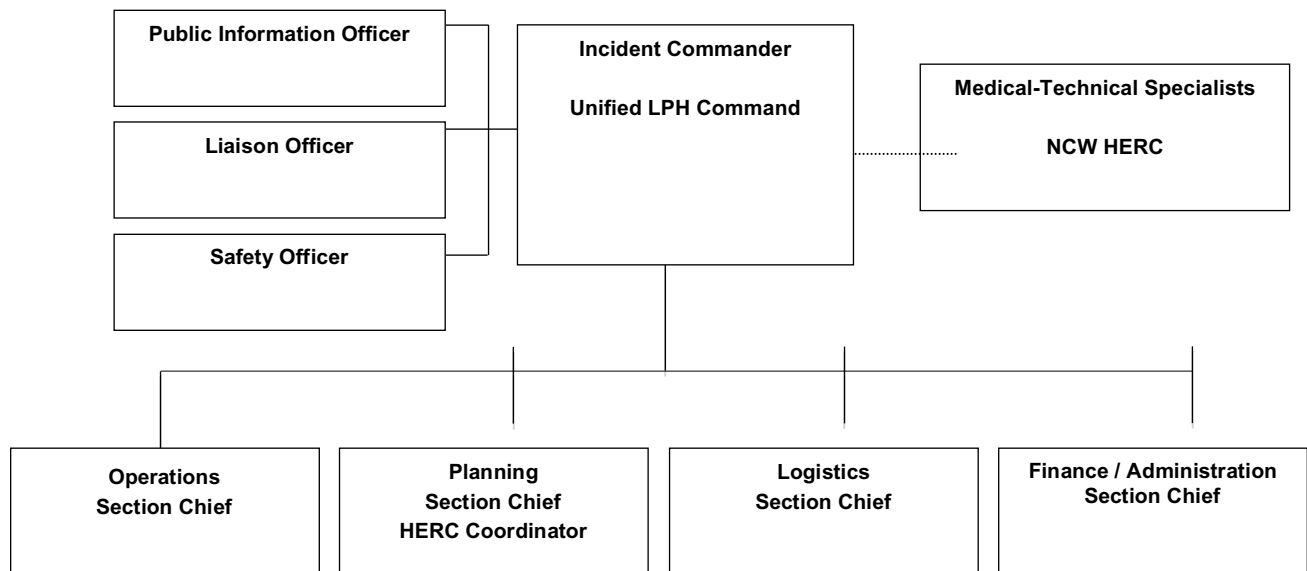 Public Information Officer
Liaison Officer
Safety Officer
Incident Commander
Unified LPH Command
Medical-Technical Specialists
NCW HERC
Operations
Section Chief
Planning
Section Chief
HERC Coordinator
Logistics
Section Chief
Finance / Administration
Section Chief